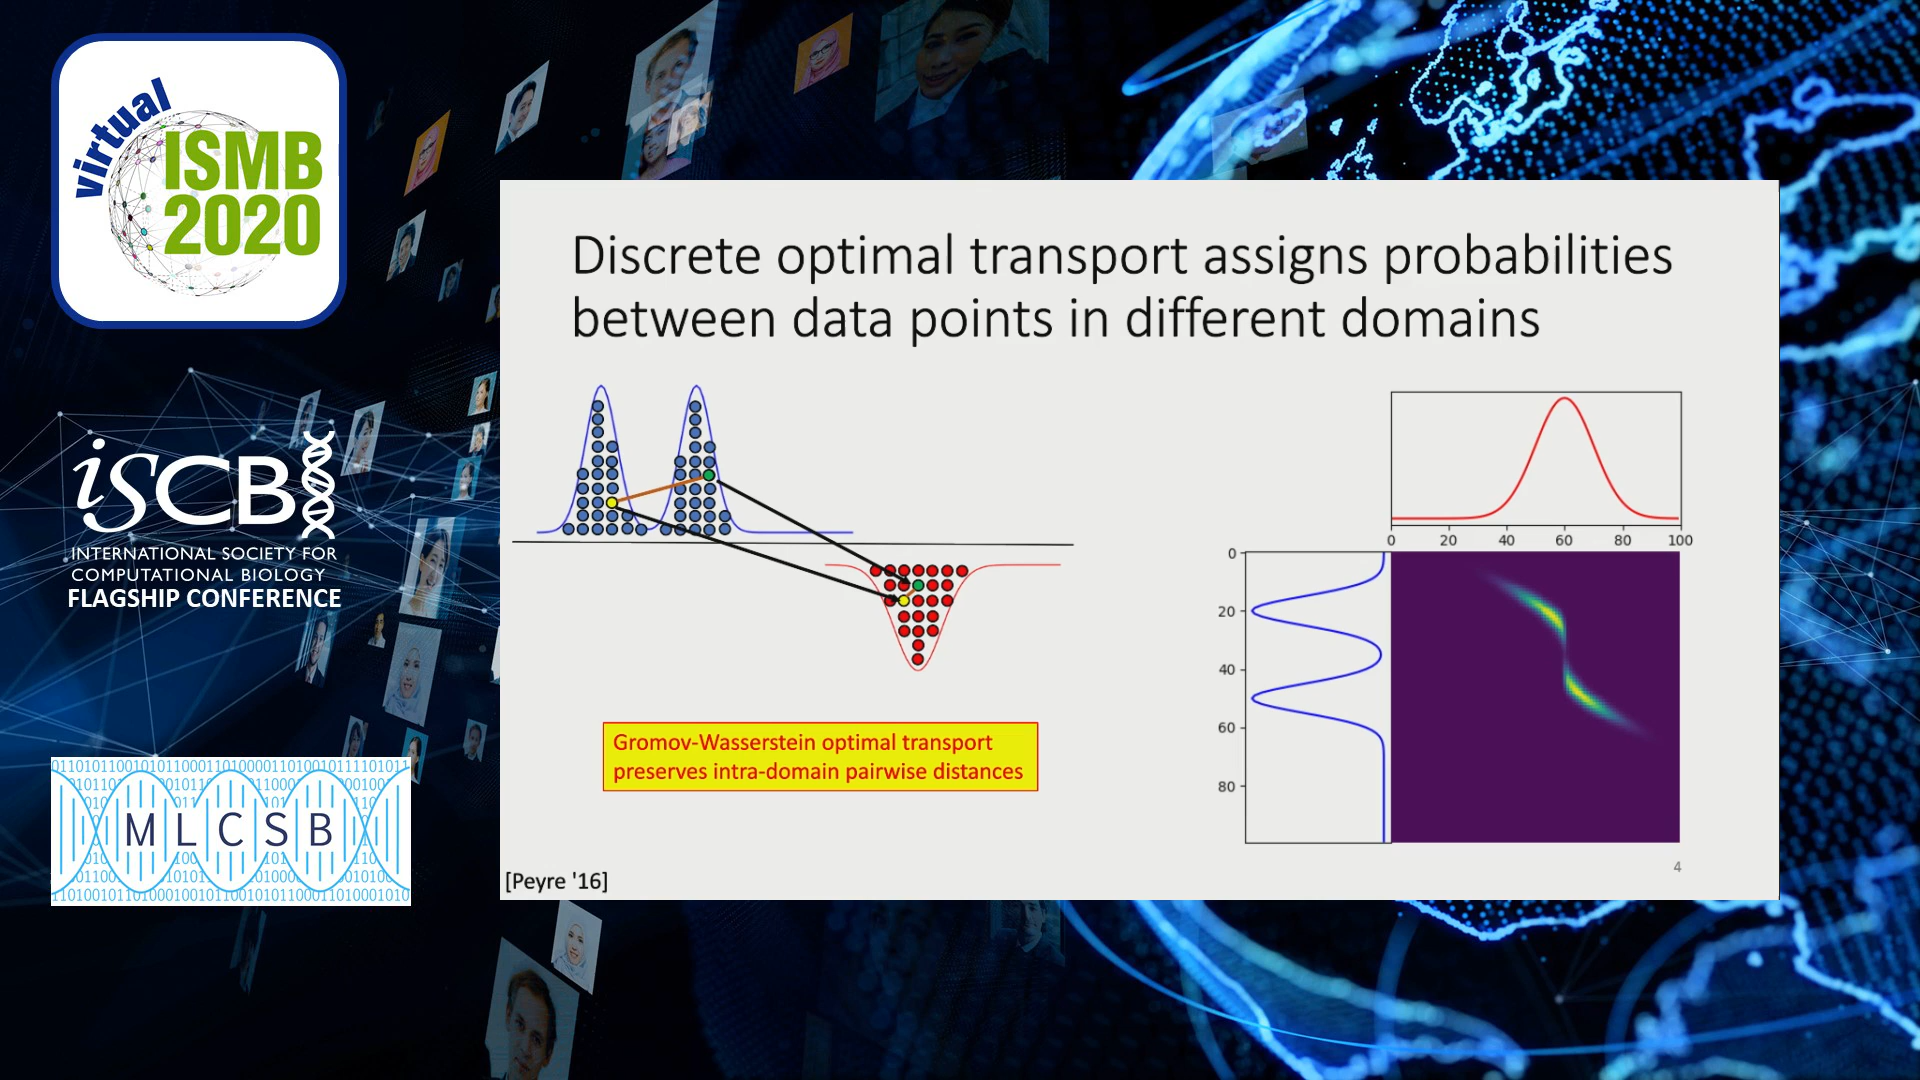 virtual
ISMB
2020
iSCB
INTERNATIONAL SOCIETY FOR
COMPUTATIONAL BIOLOGY
FLAGSHIP CONFERENCE
MLCSB
Discrete optimal transport assigns probabilities
between data points in different domains
0 20 40 60 80 100
0
20
40
60
80
Gromov-Wasserstein optimal transport
preserves intra-domain pairwise distances
[Peyre '16]
4